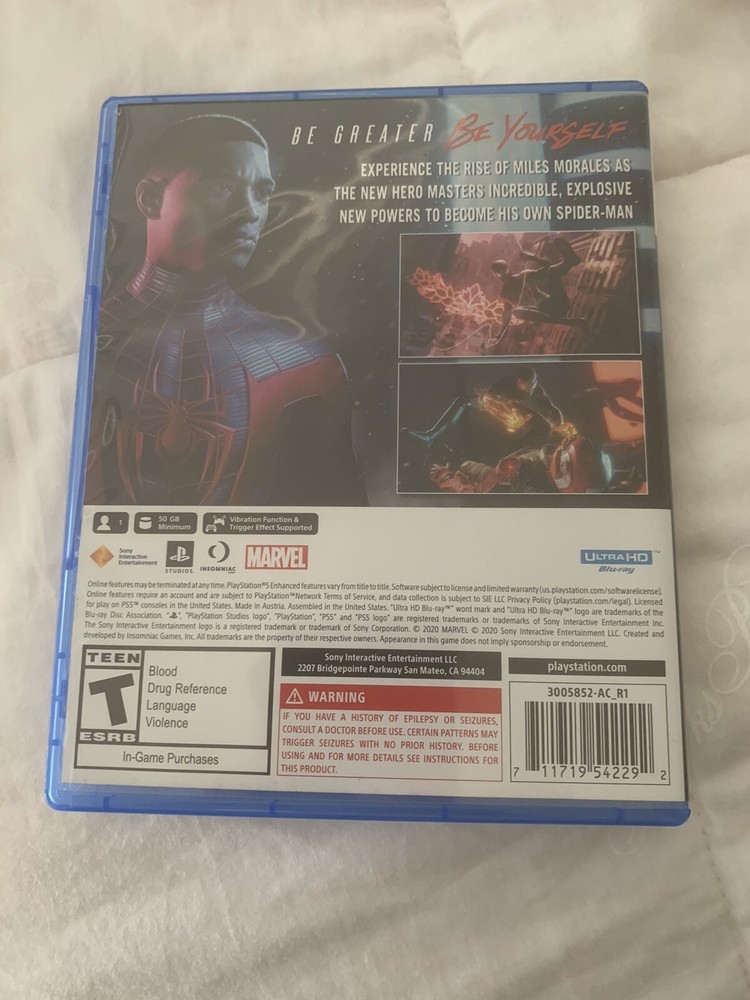 BE GREATER BE YOURSELF
EXPERIENCE THE RISE OF MILES MORALES AS
THE NEW HERO MASTERS INCREDIBLE, EXPLOSIVE
NEW POWERS TO BECOME HIS OWN SPIDER-MAN
1
50 GB
Minimum
Vibration Function &
Trigger Effect Supported
Sony
Interactive
Entertainment
STUDIOS
INSOMNIAC
GAMES
MARVEL
ULTRA HD
Blu-ray™
Online features may be terminated at any time. PlayStation®5 Enhanced features vary from title to title. Software subject to license and limited warranty (us.playstation.com/softwarelicense).
Online features require an account and are subject to PlayStation™Network Terms of Service, and data collection is subject to SIE LLC Privacy Policy (playstation.com/legal). Licensed
for play on PS5™ consoles in the United States. Made in Austria. Assembled in the United States. "Ultra HD Blu-ray™" word mark and "Ultra HD Blu-ray™" logo are trademarks of the
Blu-ray Disc Association. "PS", "PlayStation Studios logo", "PlayStation", "PS5" and "PS5 logo" are registered trademarks or trademarks of Sony Interactive Entertainment Inc.
The Sony Interactive Entertainment logo is a registered trademark or trademark of Sony Corporation. © 2020 MARVEL © 2020 Sony Interactive Entertainment LLC. Created and
developed by Insomniac Games, Inc. All trademarks are the property of their respective owners. Appearance in this game does not imply sponsorship or endorsement.
TEEN
T
ESRB
Blood
Drug Reference
Language
Violence
In-Game Purchases
Sony Interactive Entertainment LLC
2207 Bridgepointe Parkway San Mateo, CA 94404
WARNING
IF YOU HAVE A HISTORY OF EPILEPSY OR SEIZURES,
CONSULT A DOCTOR BEFORE USE. CERTAIN PATTERNS MAY
TRIGGER SEIZURES WITH NO PRIOR HISTORY. BEFORE
USING AND FOR MORE DETAILS SEE INSTRUCTIONS FOR
THIS PRODUCT.
playstation.com
3005852-AC_R1
7 11719 54229 2